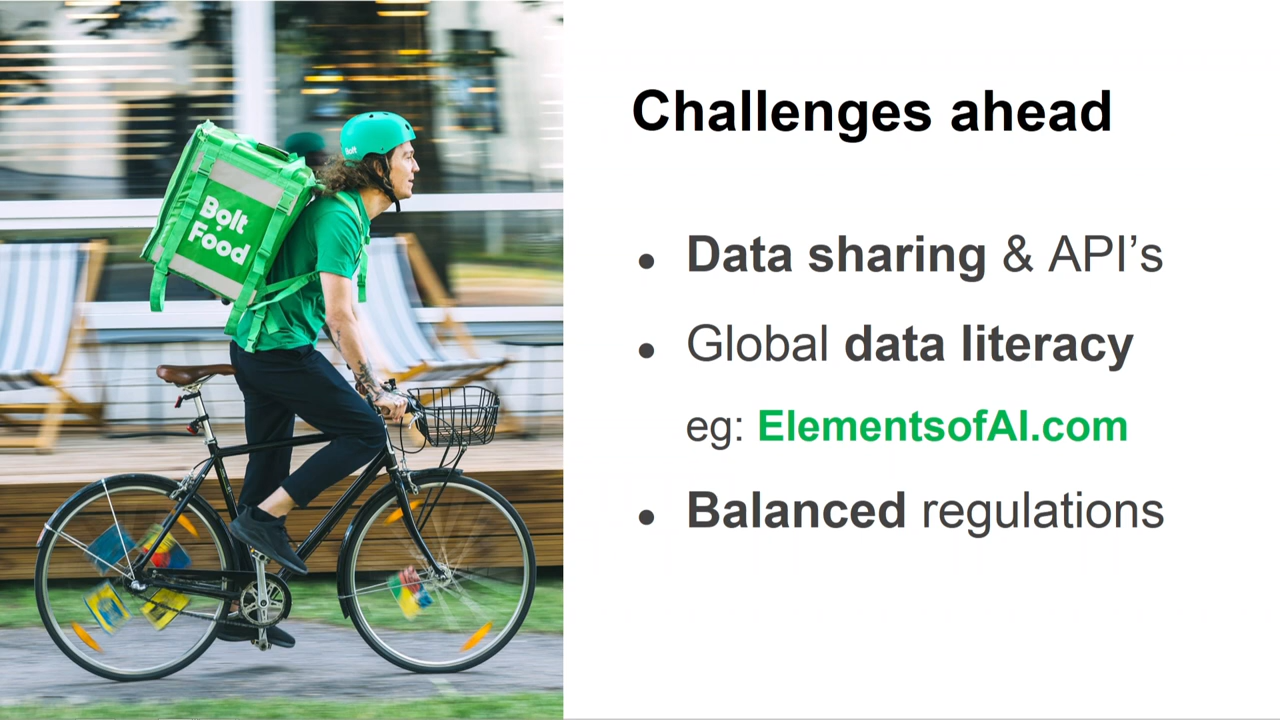 Bolt
Bolt
Food
Challenges ahead
• Data sharing & API’s
• Global data literacy
eg: ElementsofAI.com
• Balanced regulations